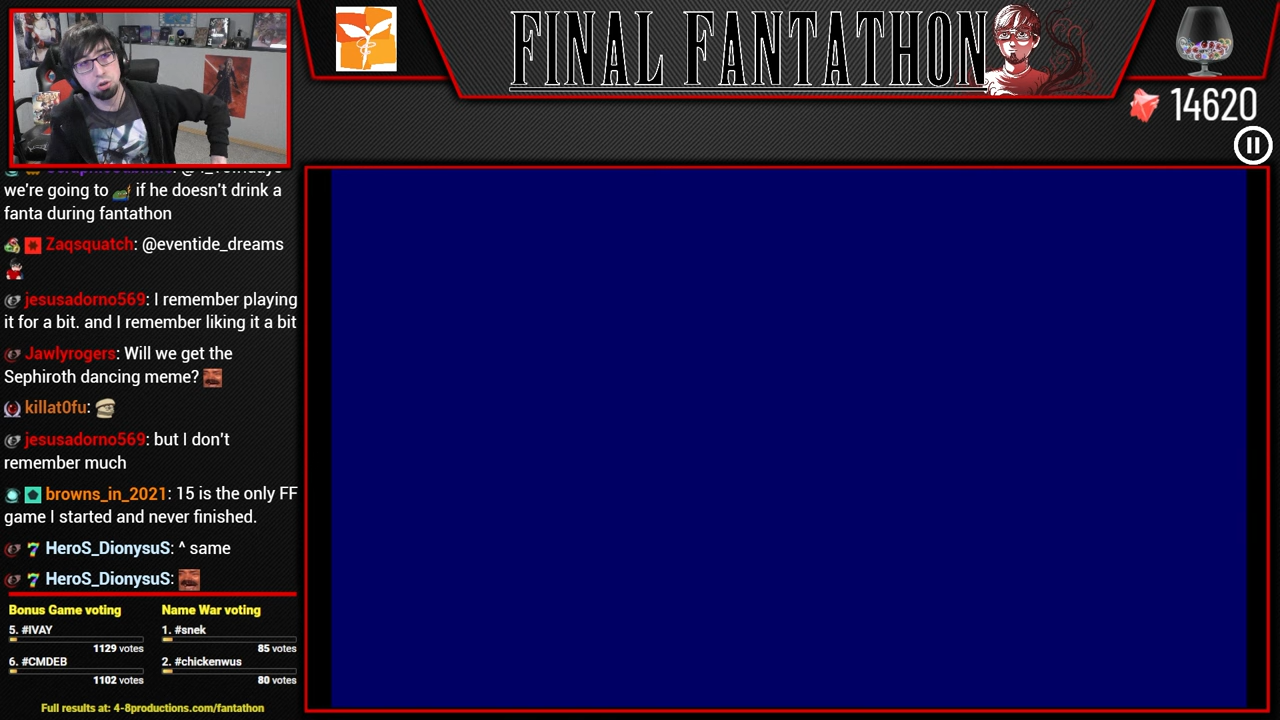 FINAL FANTATHON
14620
we're going to if he doesn't drink a
fanta during fantathon
Zaqsquatch: @eventide_dreams
jesusadorno569: I remember playing
it for a bit. and I remember liking it a bit
Jawlyrogers: Will we get the
Sephiroth dancing meme?
killat0fu:
jesusadorno569: but I don't
remember much
browns_in_2021: 15 is the only FF
game I started and never finished.
HeroS_DionysuS: ^ same
HeroS_DionysuS:
Bonus Game voting
5. #IVAY
1129 votes
6. #CMDEB
1102 votes
Name War voting
1. #snek
85 votes
2. #chickenwus
80 votes
Full results at: 4-8productions.com/fantathon